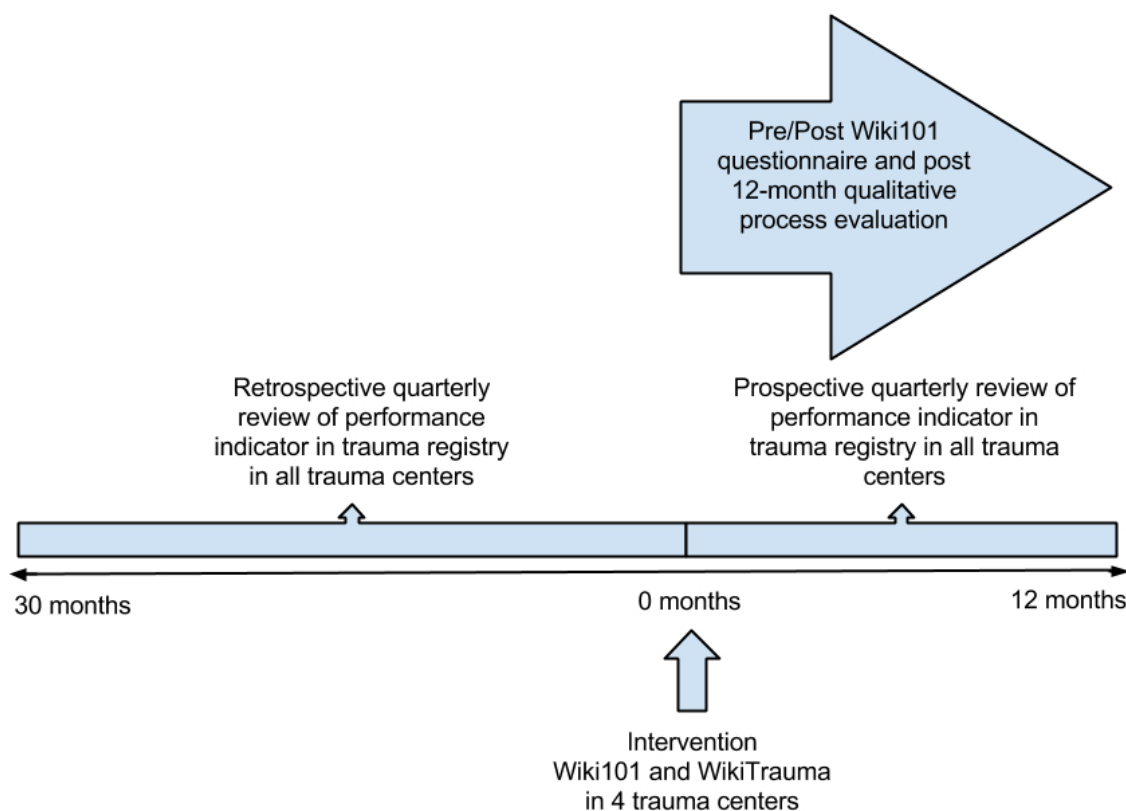 Pre/Post Wiki101
questionnaire and post
12-month qualitative
process evaluation
Retrospective quarterly
review of performance
indicator in trauma registry
in all trauma centers
Prospective quarterly review of
performance indicator in
trauma registry in all trauma
centers
30 months
0 months
12 months
Intervention
Wiki101 and WikiTrauma
in 4 trauma centers